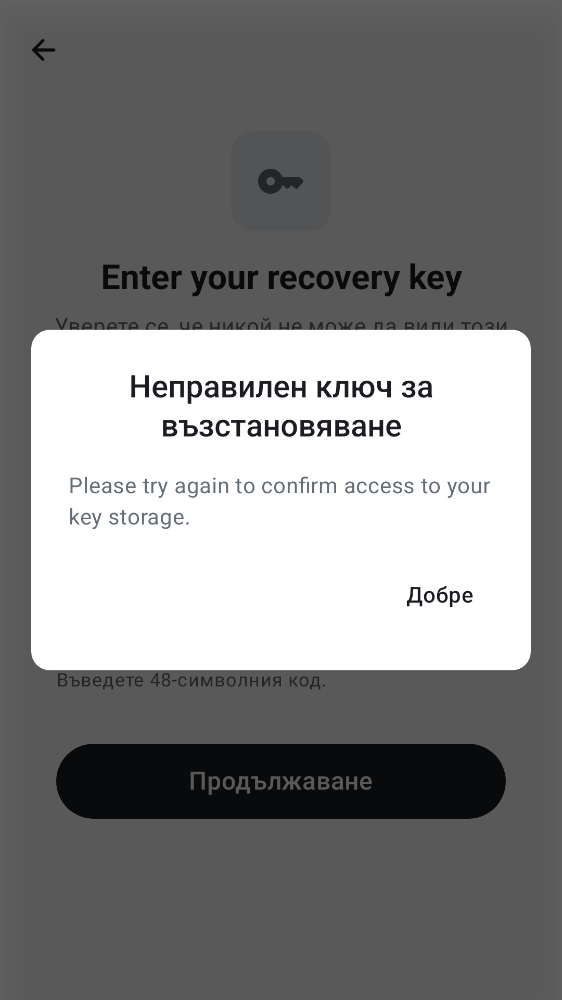 Enter your recovery key
Уверете се, че никой не може да види този
Неправилен ключ за
възстановяване
Please try again to confirm access to your
key storage.
Добре
Въведете 48-символния код.
Продължаване